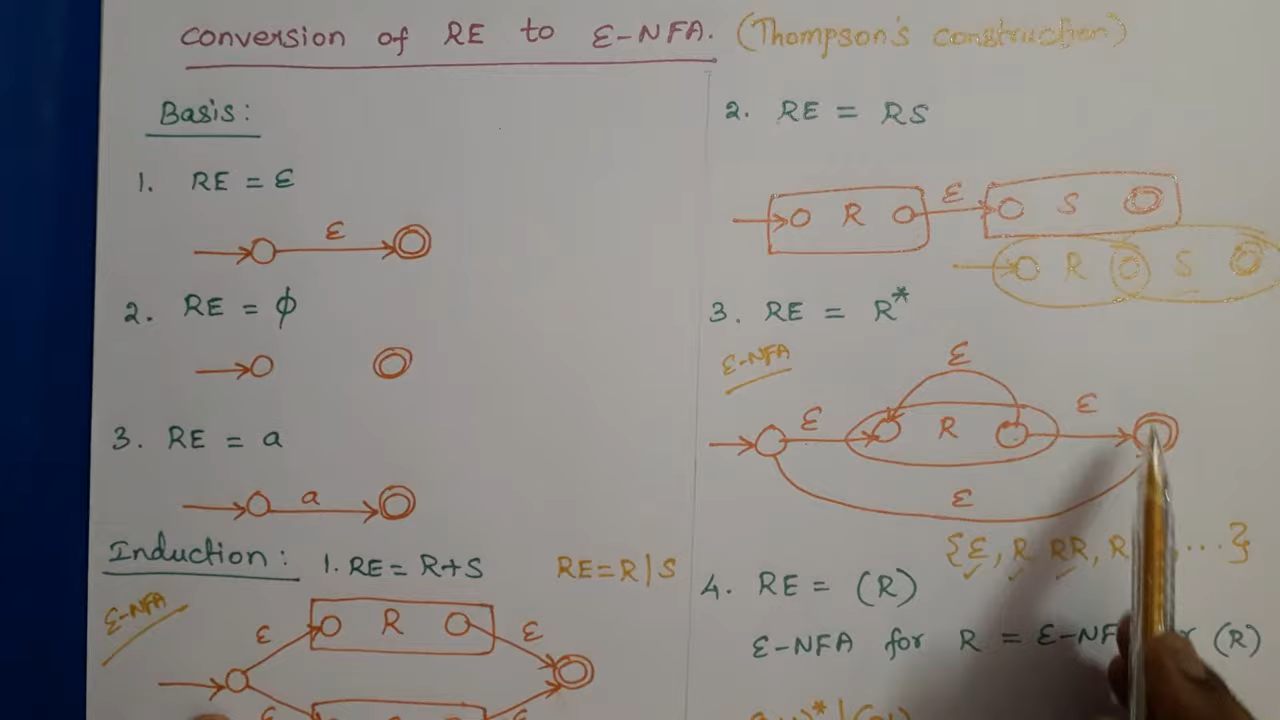 conversion of RE to ε-NFA. (Thompson's construction)
Basis:
1. RE = ε
ε
2. RE = ϕ
3. RE = a
a
Induction: 1. RE = R+S RE = R|S
ε-NFA
ε R ε
ε ε
2. RE = RS
R ε S
R S
3. RE = R*
ε-NFA
ε
ε R ε
ε
{ε, R RR, R ...}
4. RE = (R)
ε-NFA for R = ε-NF (R)